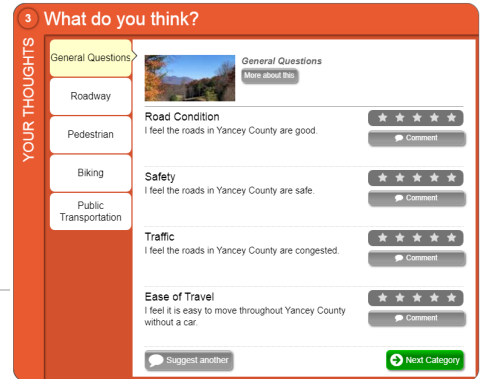 3 What do you think?
YOUR THOUGHTS
General Questions
Roadway
Pedestrian
Biking
Public
Transportation
General Questions
More about this
Road Condition
I feel the roads in Yancey County are good.
Comment
Safety
I feel the roads in Yancey County are safe.
Comment
Traffic
I feel the roads in Yancey County are congested.
Comment
Ease of Travel
I feel it is easy to move throughout Yancey County
without a car.
Comment
Suggest another
Next Category